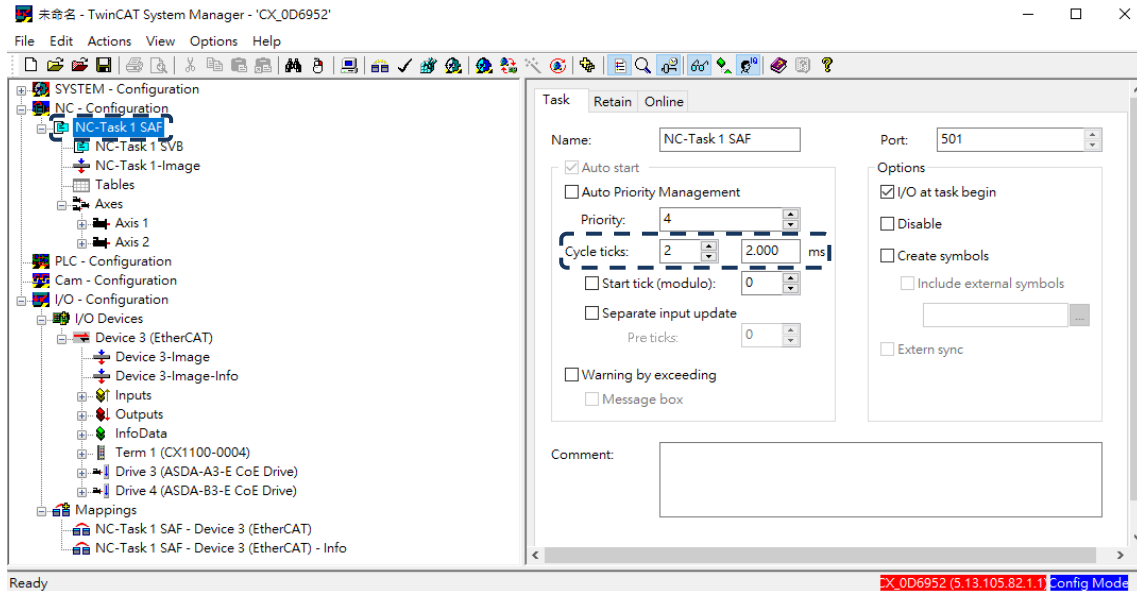 未命名 - TwinCAT System Manager - 'CX_0D6952'
File Edit Actions View Options Help
SYSTEM - Configuration
NC - Configuration
NC-Task 1 SAF
NC-Task 1 SVB
NC-Task 1-Image
Tables
Axes
Axis 1
Axis 2
PLC - Configuration
Cam - Configuration
I/O - Configuration
I/O Devices
Device 3 (EtherCAT)
Device 3-Image
Device 3-Image-Info
Inputs
Outputs
InfoData
Term 1 (CX1100-0004)
Drive 3 (ASDA-A3-E CoE Drive)
Drive 4 (ASDA-B3-E CoE Drive)
Mappings
NC-Task 1 SAF - Device 3 (EtherCAT)
NC-Task 1 SAF - Device 3 (EtherCAT) - Info
Task Retain Online
Name: NC-Task 1 SAF
Port: 501
Auto start
Auto Priority Management
Priority: 4
Cycle ticks: 2 2.000 ms
Start tick (modulo): 0
Separate input update
Pre ticks: 0
Warning by exceeding
Message box
Options
I/O at task begin
Disable
Create symbols
Include external symbols
...
Extern sync
Comment:
Ready
CX_0D6952 (5.13.105.82.1.1) Config Mode